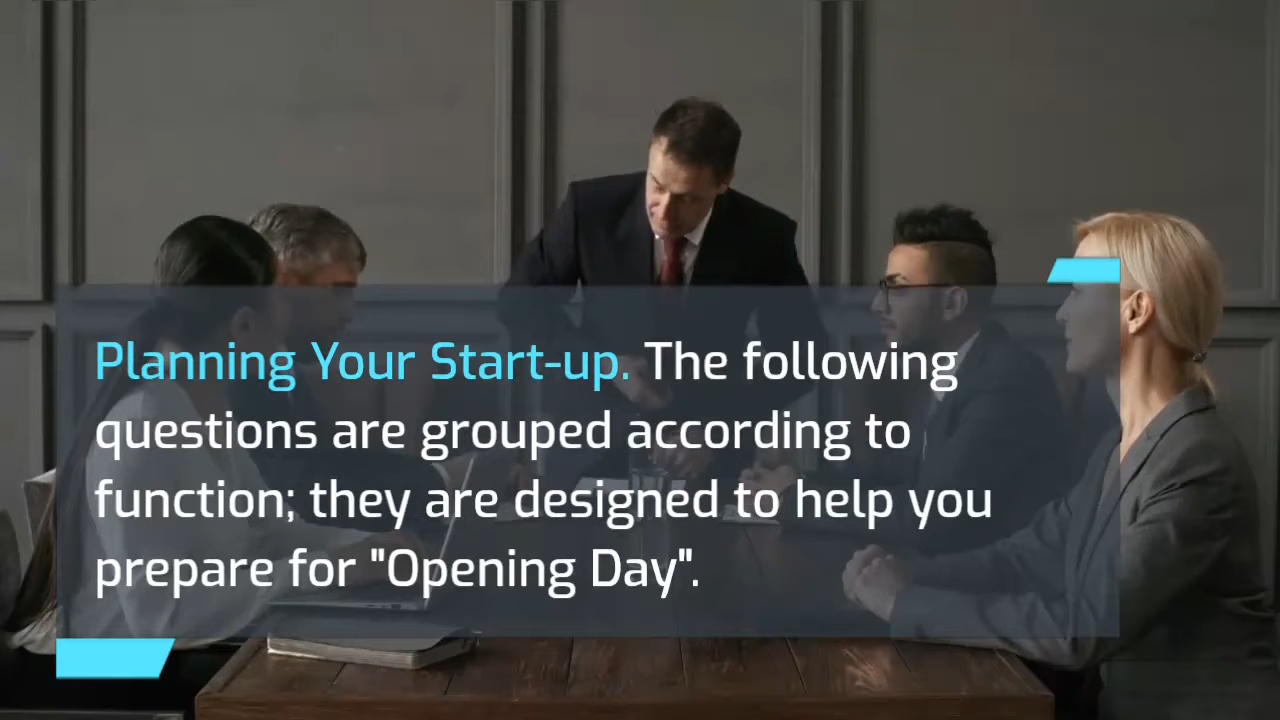 Planning Your Start-up. The following
questions are grouped according to
function; they are designed to help you
prepare for "Opening Day".